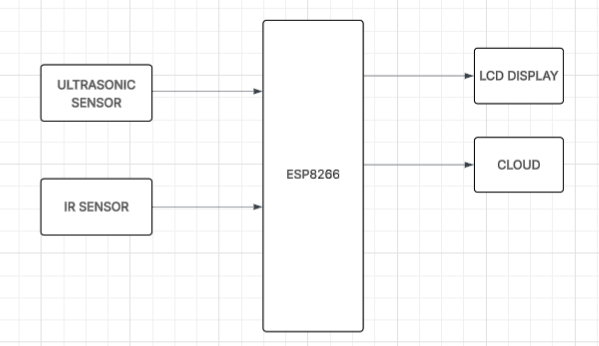 ULTRASONIC
SENSOR
IR SENSOR
ESP8266
LCD DISPLAY
CLOUD